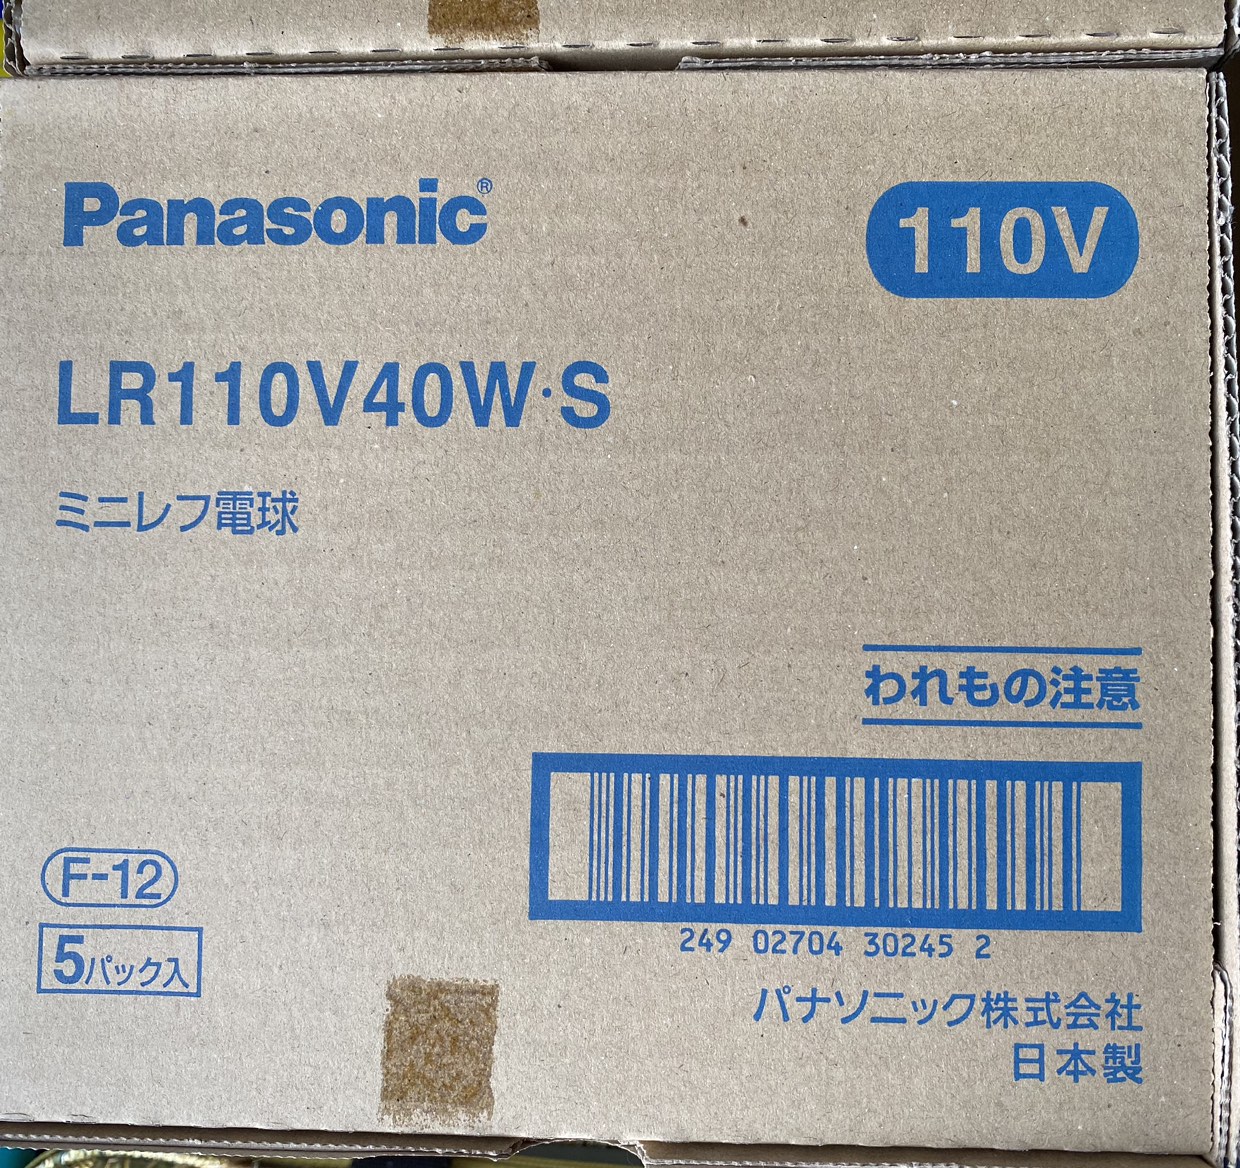 Panasonic®
110V
LR110V40W・S
ミニレフ電球
われもの注意
F-12
5パック入
249 02704 30245 2
パナソニック株式会社
日本製